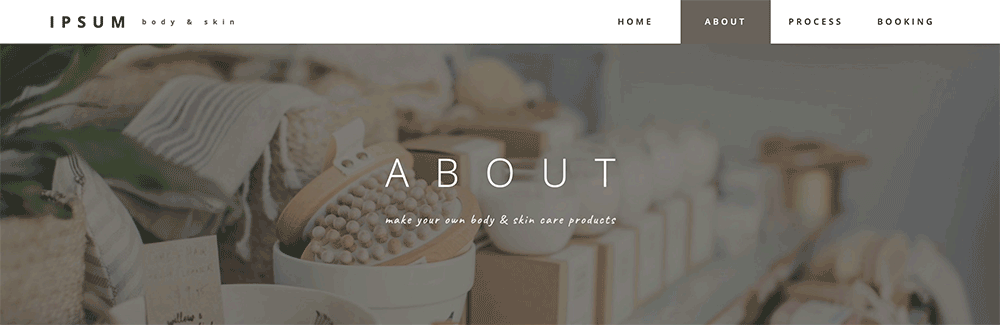 IPSUM body & skin
HOME ABOUT PROCESS BOOKING
ABOUT
make your own body & skin care products